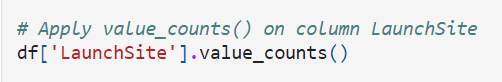 # Apply value_counts() on column LaunchSite
df['LaunchSite'].value_counts()